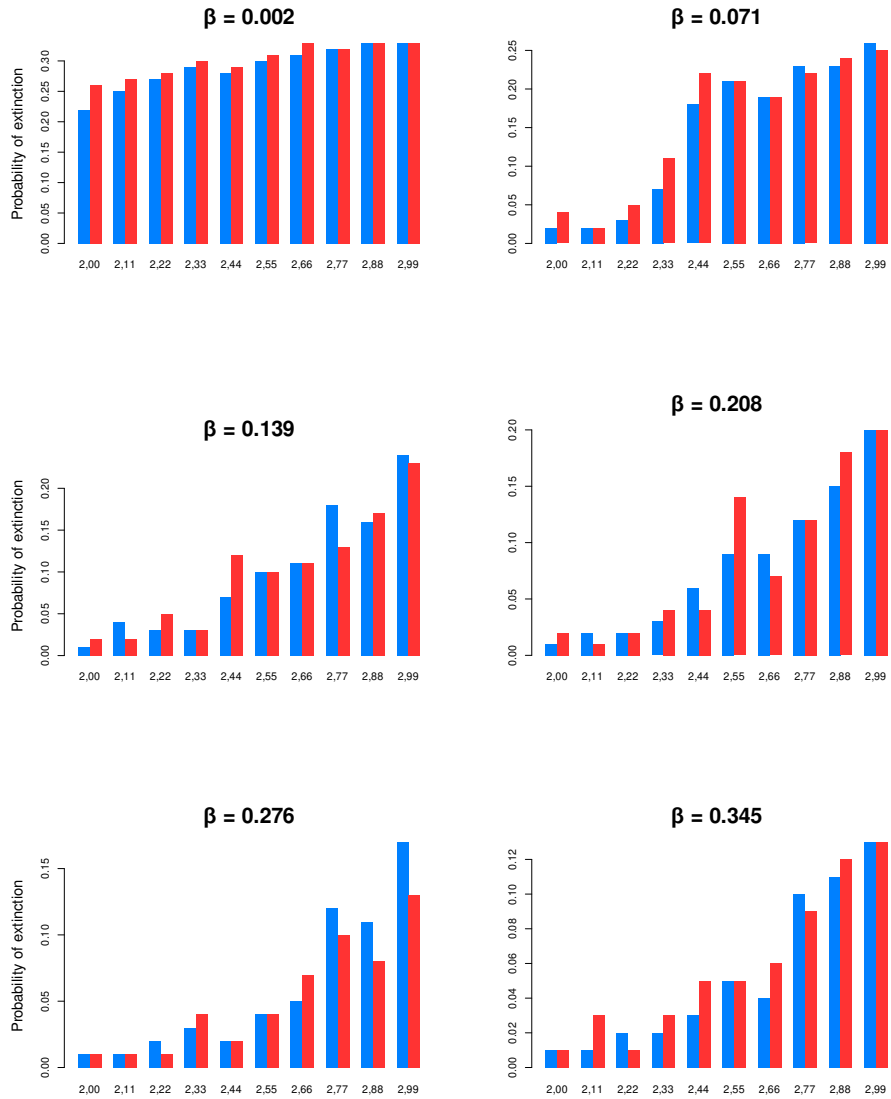 β = 0.002
Probability of extinction
0.00 0.05 0.10 0.15 0.20 0.25 0.30
2,00 2,11 2,22 2,33 2,44 2,55 2,66 2,77 2,88 2,99
β = 0.071
0.00 0.05 0.10 0.15 0.20 0.25
2,00 2,11 2,22 2,33 2,44 2,55 2,66 2,77 2,88 2,99
β = 0.139
Probability of extinction
0.00 0.05 0.10 0.15 0.20
2,00 2,11 2,22 2,33 2,44 2,55 2,66 2,77 2,88 2,99
β = 0.208
0.00 0.05 0.10 0.15 0.20
2,00 2,11 2,22 2,33 2,44 2,55 2,66 2,77 2,88 2,99
β = 0.276
Probability of extinction
0.00 0.05 0.10 0.15
2,00 2,11 2,22 2,33 2,44 2,55 2,66 2,77 2,88 2,99
β = 0.345
0.00 0.02 0.04 0.06 0.08 0.10 0.12
2,00 2,11 2,22 2,33 2,44 2,55 2,66 2,77 2,88 2,99